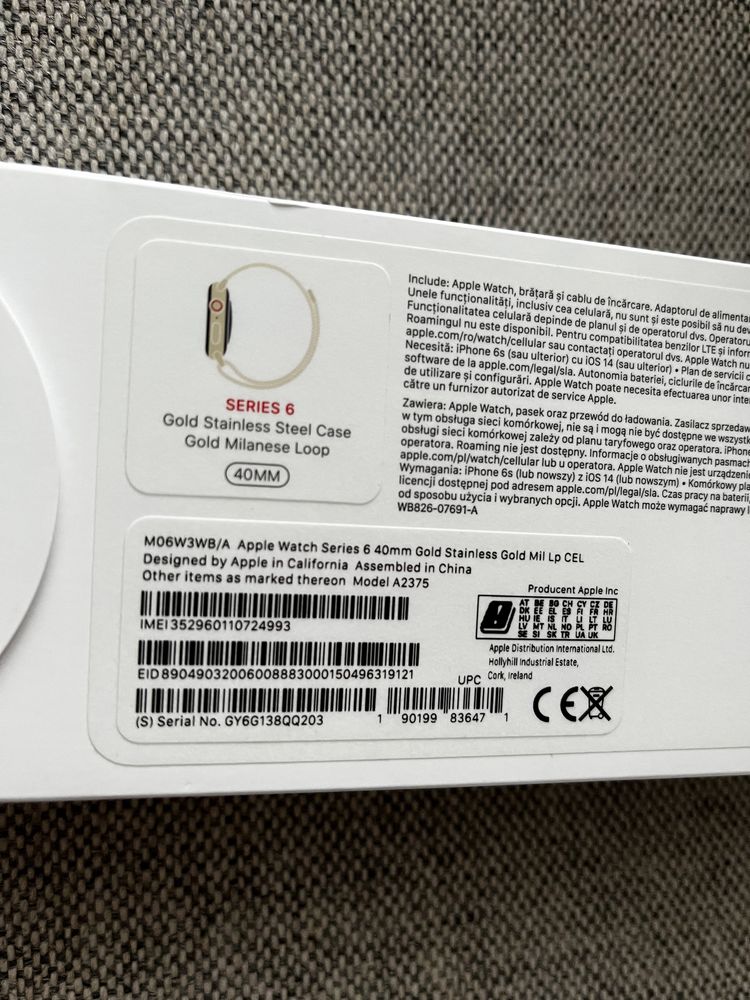 SERIES 6
Gold Stainless Steel Case
Gold Milanese Loop
40MM
Include: Apple Watch, brățară și cablu de încărcare. Adaptorul de
Unele funcționalități, inclusiv cea celulară, nu sunt și este posibil să nu
Funcționalitatea celulară depinde de planul și de operatorul dvs.
Roamingul nu este disponibil. Pentru compatibilitatea benzilor LTE și
apple.com/ro/watch/cellular sau contactați operatorul dvs. Apple Watch
Necesită: iPhone 6s (sau ulterior) cu iOS 14 (sau ulterior) • Plan de servicii
software de la apple.com/legal/sla. Autonomia bateriei, ciclurile de
de utilizare și configurări. Apple Watch poate necesita efectuarea unor
către un furnizor autorizat de service Apple.
Zawiera: Apple Watch, pasek oraz przewód do ładowania. Zasilacz
w tym obsługa sieci komórkowej, nie są i mogą nie być dostępne we
obsługi sieci komórkowej zależy od planu taryfowego oraz operatora.
operatora. Roaming nie jest dostępny. Informacje o obsługiwanych pasmach
apple.com/pl/watch/cellular lub u operatora. Apple Watch nie jest
Wymagania: iPhone 6s (lub nowszy) z iOS 14 (lub nowszym) • Komórkowy
licencji dostępnej pod adresem apple.com/pl/legal/sla. Czas pracy na baterii,
od sposobu użycia i wybranych opcji. Apple Watch może wymagać naprawy
WB826-07691-A
M06W3WB/A Apple Watch Series 6 40mm Gold Stainless Gold Mil Lp CEL
Designed by Apple in California Assembled in China
Other items as marked thereon Model A2375
IMEI 352960110724993
EID 89049032006008883000150496319121
(S) Serial No. GY6G138QQ203
UPC
1 90199 83647 1
Producent Apple Inc
AT BE BG CH CY CZ DE
DK EE EL ES FI FR HR
HU IE IS IT LI LT LU
LV MT NL NO PL PT RO
SE SI SK TR UA UK
Apple Distribution International Ltd.
Hollyhill Industrial Estate,
Cork, Ireland
CE